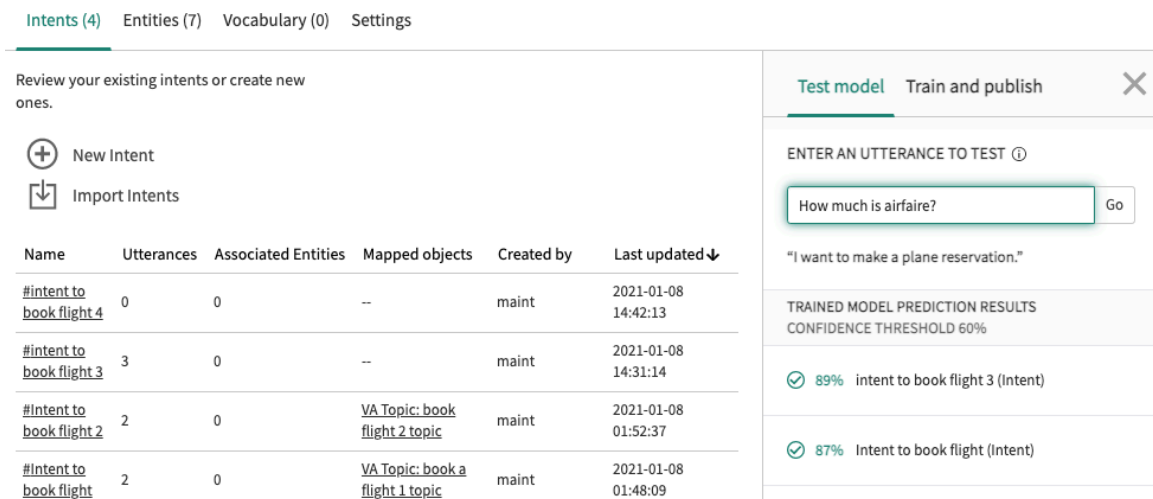 Intents (4) Entities (7) Vocabulary (0) Settings
Review your existing intents or create new
ones.
New Intent
Import Intents
Name Utterances Associated Entities Mapped objects Created by Last updated
#intent to
book flight 4
0 0 -- maint
2021-01-08
14:42:13
#intent to
book flight 3
3 0 -- maint
2021-01-08
14:31:14
#Intent to
book flight 2
2 0
VA Topic: book
flight 2 topic
maint
2021-01-08
01:52:37
#Intent to
book flight
2 0
VA Topic: book a
flight 1 topic
maint
2021-01-08
01:48:09
Test model Train and publish
ENTER AN UTTERANCE TO TEST
How much is airfaire? Go
“I want to make a plane reservation.”
TRAINED MODEL PREDICTION RESULTS
CONFIDENCE THRESHOLD 60%
89% intent to book flight 3 (Intent)
87% Intent to book flight (Intent)